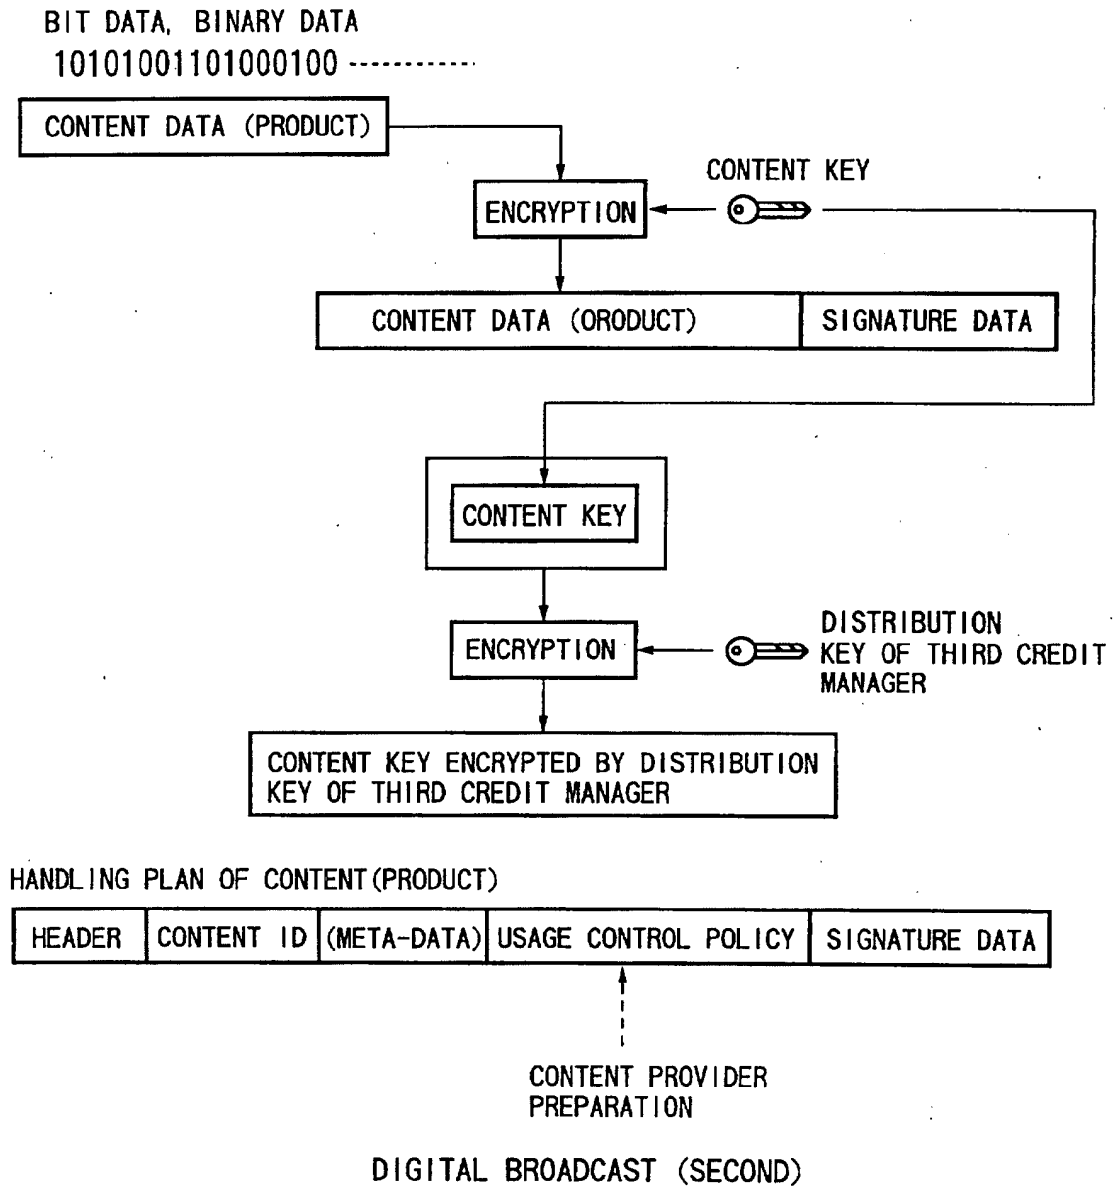 BIT DATA, BINARY DATA
10101001101000100 ------------
CONTENT DATA (PRODUCT)
CONTENT KEY
ENCRYPTION
CONTENT DATA (ORODUCT)
SIGNATURE DATA
CONTENT KEY
ENCRYPTION
DISTRIBUTION
KEY OF THIRD CREDIT
MANAGER
CONTENT KEY ENCRYPTED BY DISTRIBUTION
KEY OF THIRD CREDIT MANAGER
HANDLING PLAN OF CONTENT(PRODUCT)
HEADER
CONTENT ID
(META-DATA)
USAGE CONTROL POLICY
SIGNATURE DATA
CONTENT PROVIDER
PREPARATION
DIGITAL BROADCAST (SECOND)